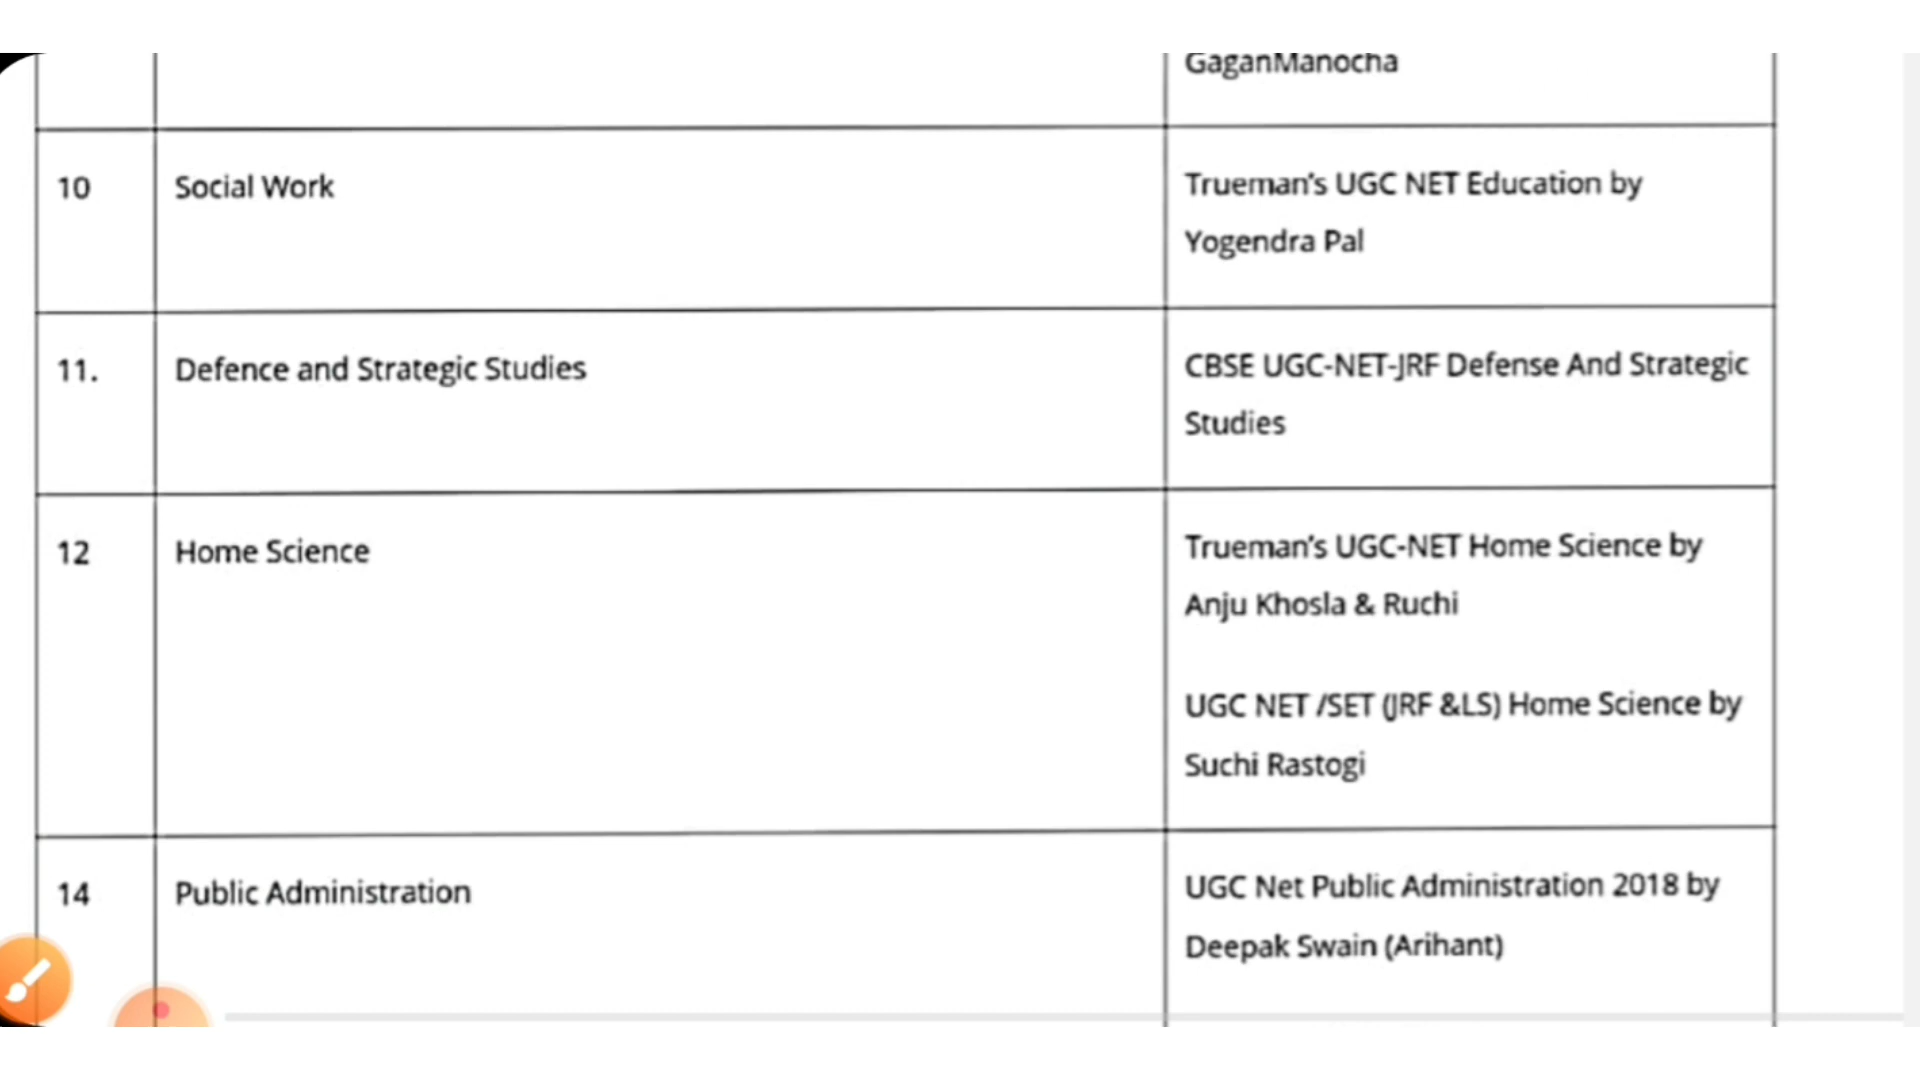 GaganManocha
10
Social Work
Trueman's UGC NET Education by
Yogendra Pal
11.
Defence and Strategic Studies
CBSE UGC-NET-JRF Defense And Strategic
Studies
12
Home Science
Trueman's UGC-NET Home Science by
Anju Khosla & Ruchi
UGC NET /SET (JRF &LS) Home Science by
Suchi Rastogi
14
Public Administration
UGC Net Public Administration 2018 by
Deepak Swain (Arihant)